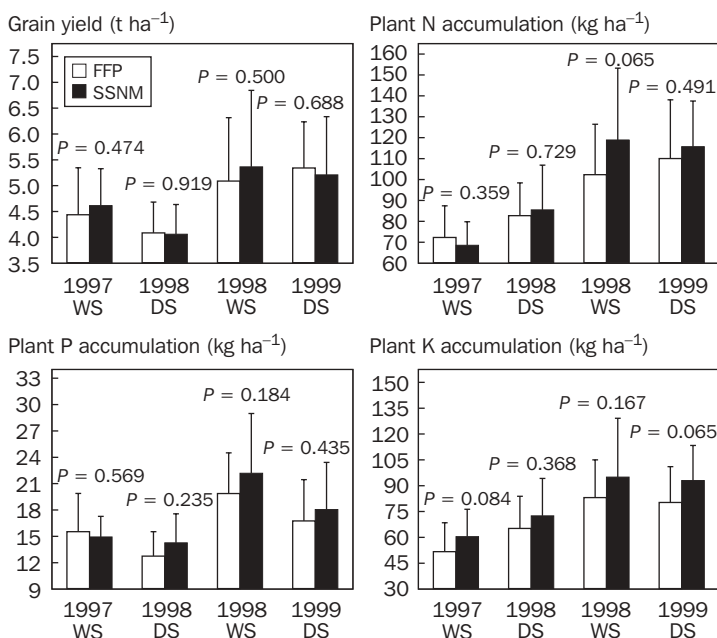 Grain yield (t ha⁻¹)
7.5
7.0
6.5
6.0
5.5
5.0
4.5
4.0
3.5
FFP
SSNM
P = 0.474
P = 0.919
P = 0.500
P = 0.688
1997 1998 1998 1999
WS DS WS DS
Plant N accumulation (kg ha⁻¹)
160
150
140
130
120
110
100
90
80
70
60
P = 0.359
P = 0.729
P = 0.065
P = 0.491
1997 1998 1998 1999
WS DS WS DS
Plant P accumulation (kg ha⁻¹)
33
30
27
24
21
18
15
12
9
P = 0.569
P = 0.235
P = 0.184
P = 0.435
1997 1998 1998 1999
WS DS WS DS
Plant K accumulation (kg ha⁻¹)
150
135
120
105
90
75
60
45
30
P = 0.084
P = 0.368
P = 0.167
P = 0.065
1997 1998 1998 1999
WS DS WS DS